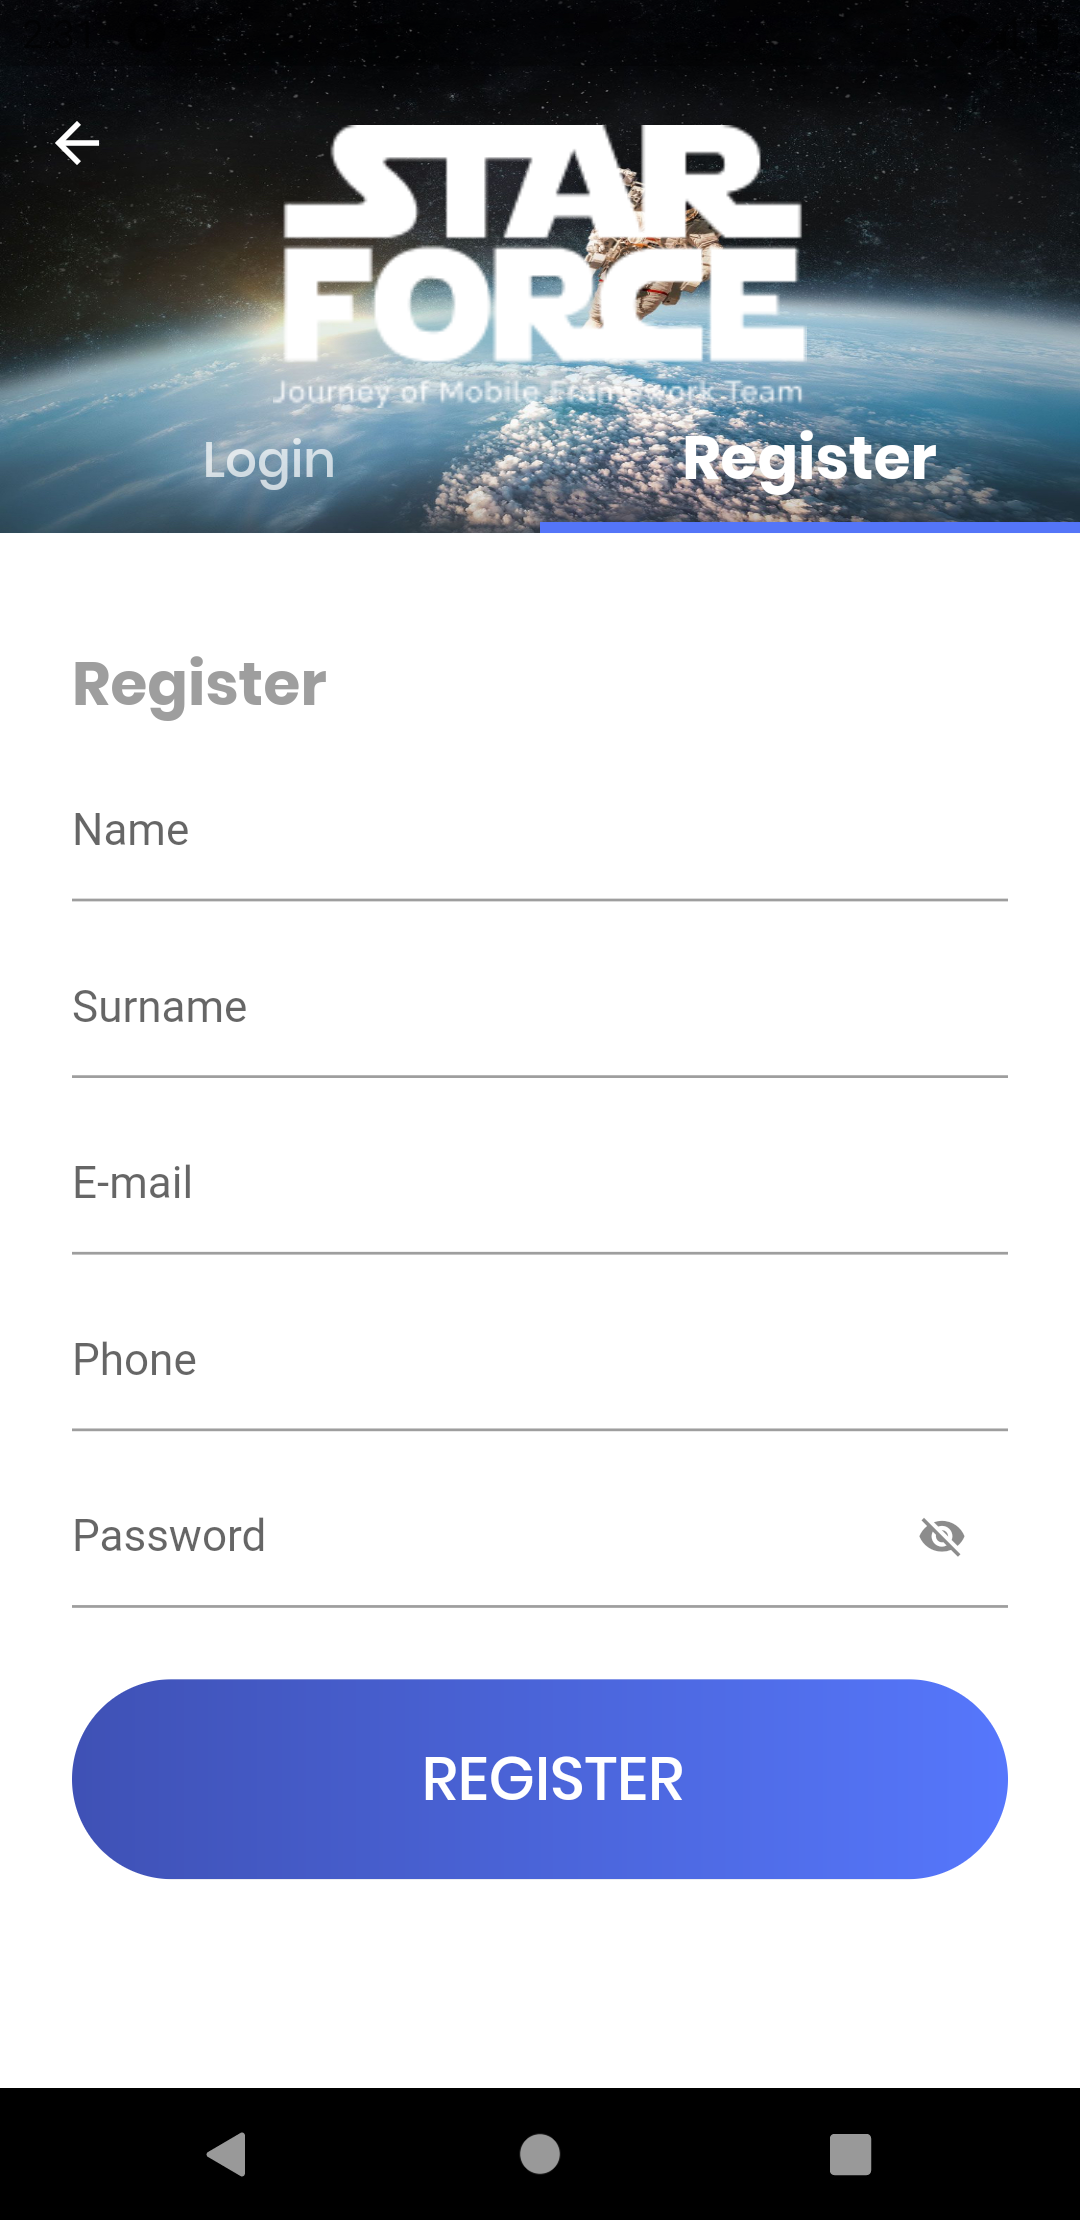 STAR
FORCE
Journey of Mobile Framework Team
Login
Register
Register
Name
Surname
E-mail
Phone
Password
REGISTER